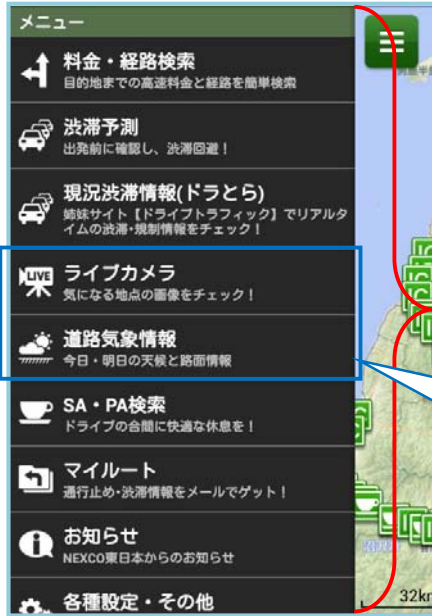 メニュー
料金・経路検索
目的地までの高速料金と経路を簡単検索
渋滞予測
出発前に確認し、渋滞回避！
現況渋滞情報(ドラとら)
姉妹サイト【ドライブトラフィック】でリアルタ
イムの渋滞・規制情報をチェック！
LIVE
ライブカメラ
気になる地点の画像をチェック！
道路気象情報
今日・明日の天候と路面情報
SA・PA検索
ドライブの合間に快適な休息を！
マイルート
通行止め・渋滞情報をメールでゲット！
お知らせ
NEXCO東日本からのお知らせ
各種設定・その他
32km